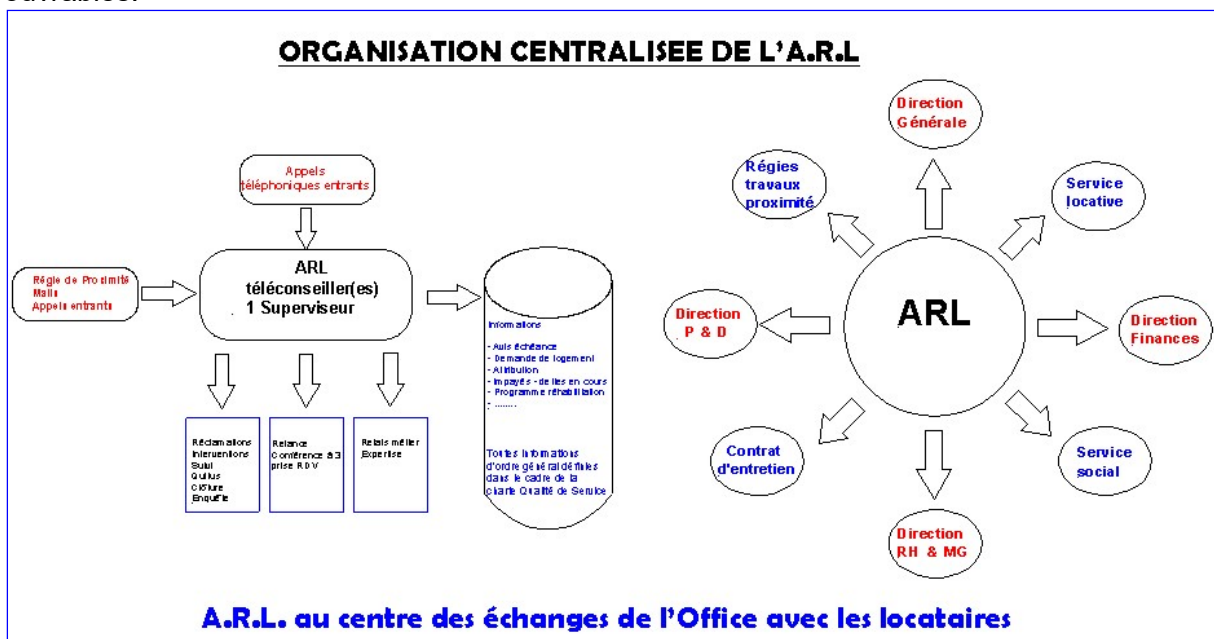 ORGANISATION CENTRALISEE DE L'A.R.L
Appels
téléphoniques entrants
Régie de Proximité
Mails
Appels entrants
ARL
téléconseiller(es)
1 Superviseur
Réclamations
Interventions
Suivi
Quitus
Clôture
Enquête
Relance
Conférence à 3
prise RDV
Relais métier
Expertise
Informations
- Avis échéance
- Demande de logement
- Attribution
- Impayés - dettes en cours
- Programme réhabilitation
- ........
Toutes informations
d'ordre général définies
dans le cadre de la
charte Qualité de Service
Direction
Générale
Régies
travaux
proximité
Service
locative
Direction
P & D
ARL
Direction
Finances
Contrat
d'entretien
Service
social
Direction
RH & MG
A.R.L. au centre des échanges de l'Office avec les locataires